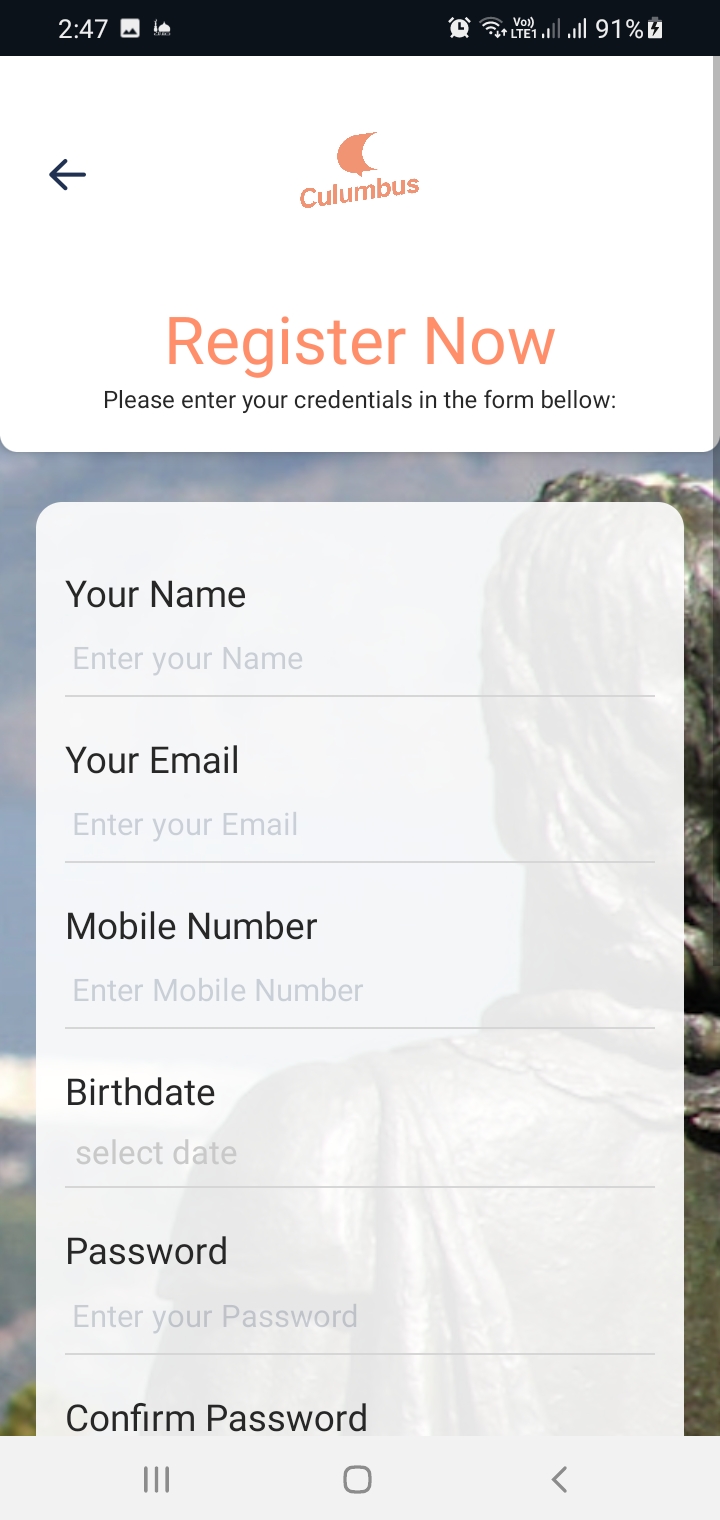 2:47
Vo)) LTE1 91%
Culumbus
Register Now
Please enter your credentials in the form bellow:
Your Name
Enter your Name
Your Email
Enter your Email
Mobile Number
Enter Mobile Number
Birthdate
select date
Password
Enter your Password
Confirm Password